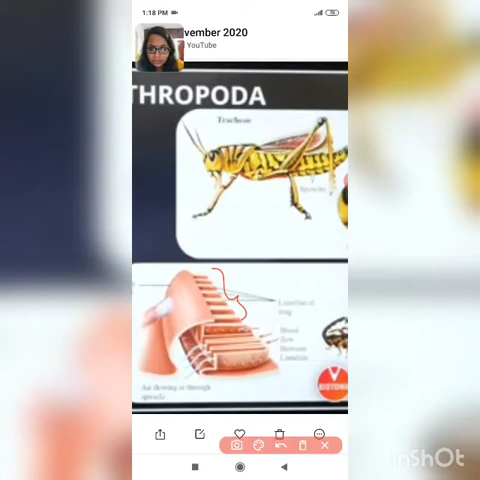 1:18 PM
vember 2020
YouTube
THROPODA
Tracheae
Spiracles
Lamellae of
lung
Blood
flow
Between
Lamellae
Air flowing in through
spiracle
InShOt